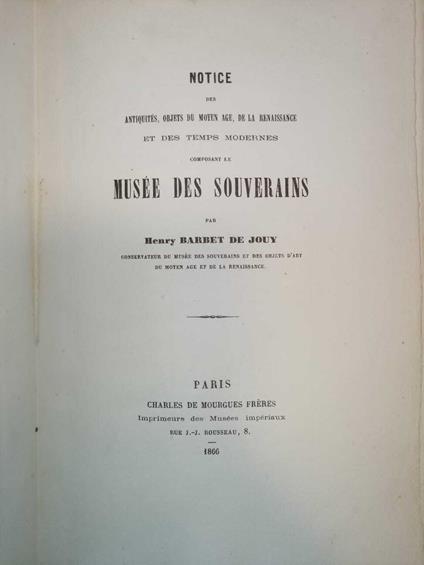 NOTICE
DES
ANTIQUITÉS, OBJETS DU MOYEN AGE, DE LA RENAISSANCE
ET DES TEMPS MODERNES
COMPOSANT LE
MUSÉE DES SOUVERAINS
PAR
Henry BARBET DE JOUY
CONSERVATEUR DU MUSÉE DES SOUVERAINS ET DES OBJETS D'ART
DU MOYEN AGE ET DE LA RENAISSANCE.
PARIS
CHARLES DE MOURGUES FRÈRES
Imprimeurs des Musées impériaux
RUE J.-J. ROUSSEAU, 8.
1866